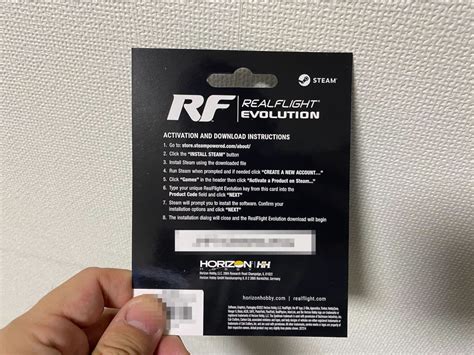 STEAM
RF REALFLIGHT
EVOLUTION
ACTIVATION AND DOWNLOAD INSTRUCTIONS
1. Go to: store.steampowered.com/about/
2. Click the "INSTALL STEAM" button
3. Install Steam using the downloaded file
4. Run Steam when prompted and if needed click "CREATE A NEW ACCOUNT..."
5. Click "Games" in the header then click "Activate a Product on Steam..."
6. Type your unique RealFlight Evolution key from this card into the
Product Code field and click "NEXT"
7. Steam will prompt you to install the software. Confirm your
installation options and click "NEXT"
8. The installation dialog will close and the RealFlight Evolution download will begin
HORIZON
HOBBY
horizonhobby.com | realflight.com